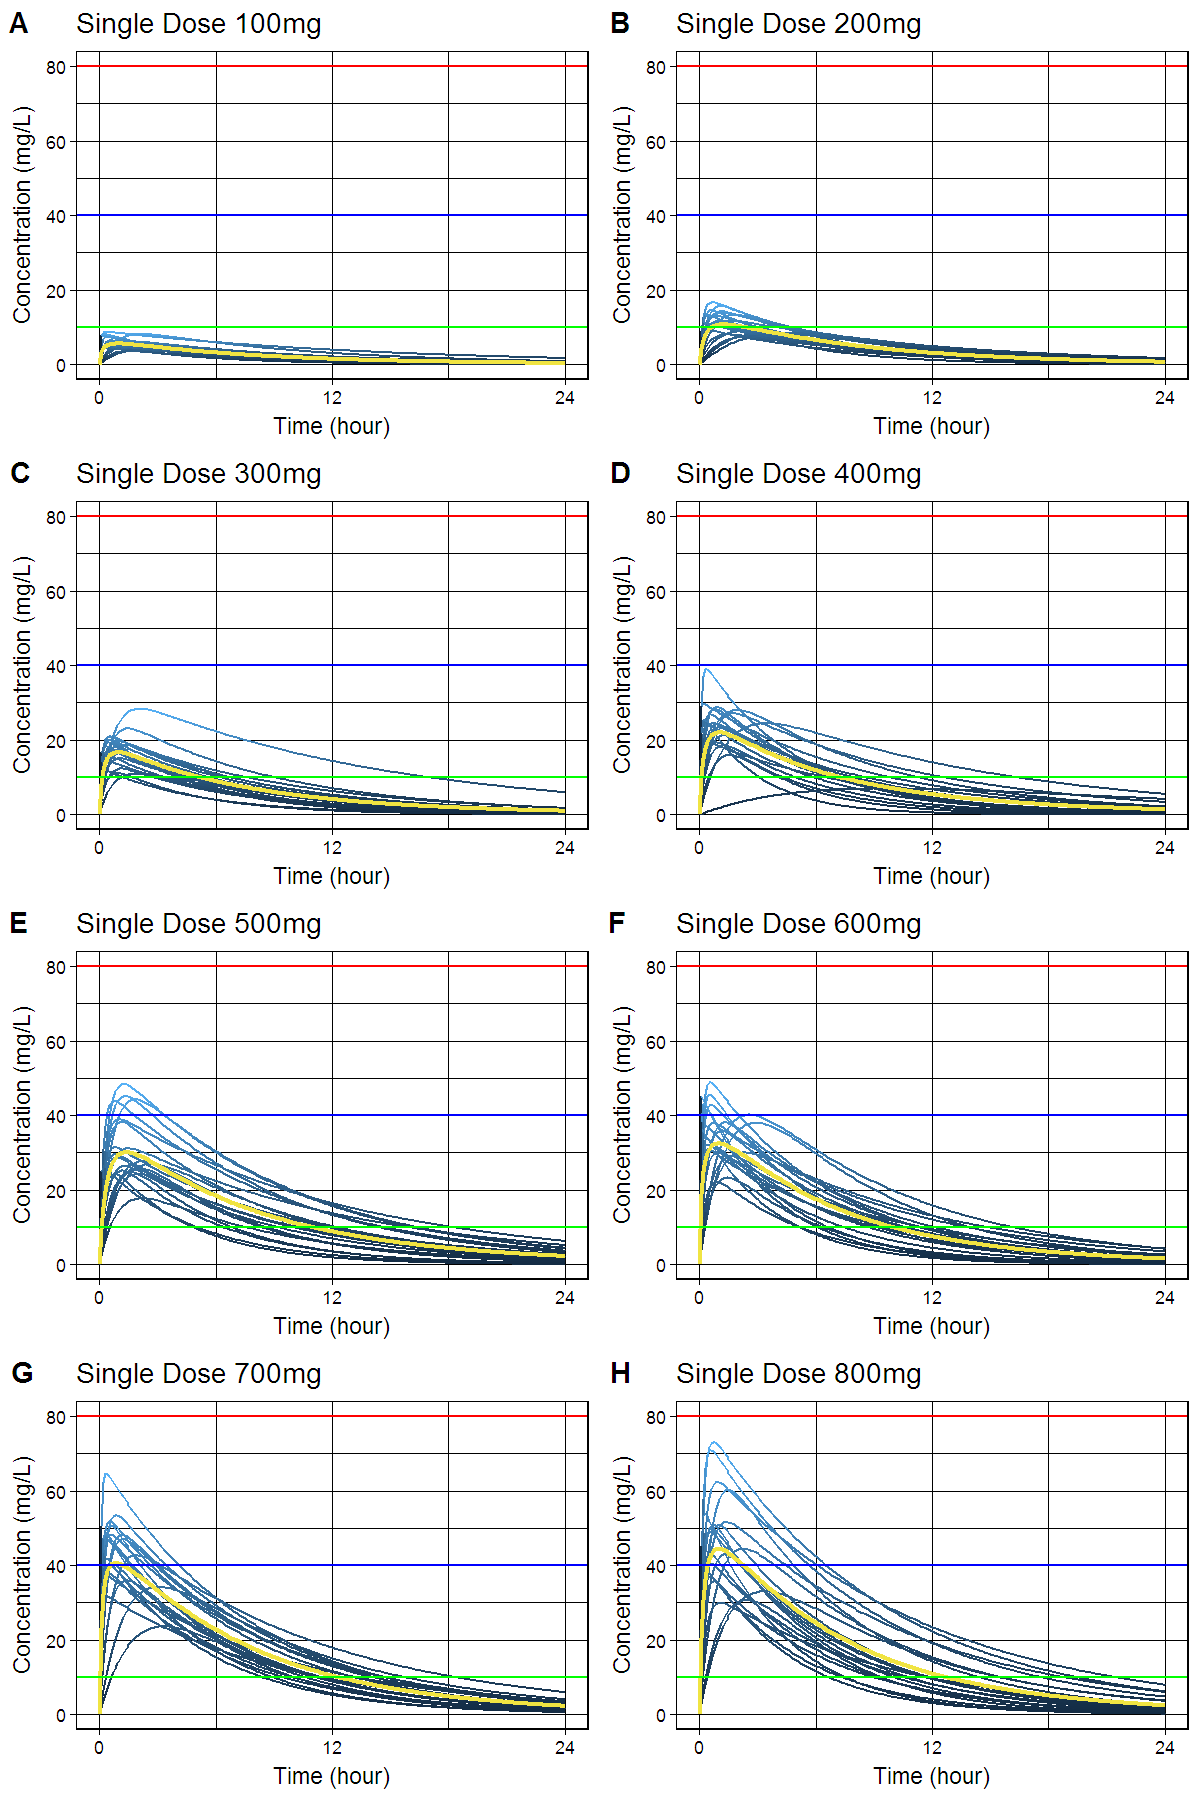 A Single Dose 100mg
Concentration (mg/L)
80
60
40
20
0
0 12 24
Time (hour)
B Single Dose 200mg
Concentration (mg/L)
80
60
40
20
0
0 12 24
Time (hour)
C Single Dose 300mg
Concentration (mg/L)
80
60
40
20
0
0 12 24
Time (hour)
D Single Dose 400mg
Concentration (mg/L)
80
60
40
20
0
0 12 24
Time (hour)
E Single Dose 500mg
Concentration (mg/L)
80
60
40
20
0
0 12 24
Time (hour)
F Single Dose 600mg
Concentration (mg/L)
80
60
40
20
0
0 12 24
Time (hour)
G Single Dose 700mg
Concentration (mg/L)
80
60
40
20
0
0 12 24
Time (hour)
H Single Dose 800mg
Concentration (mg/L)
80
60
40
20
0
0 12 24
Time (hour)